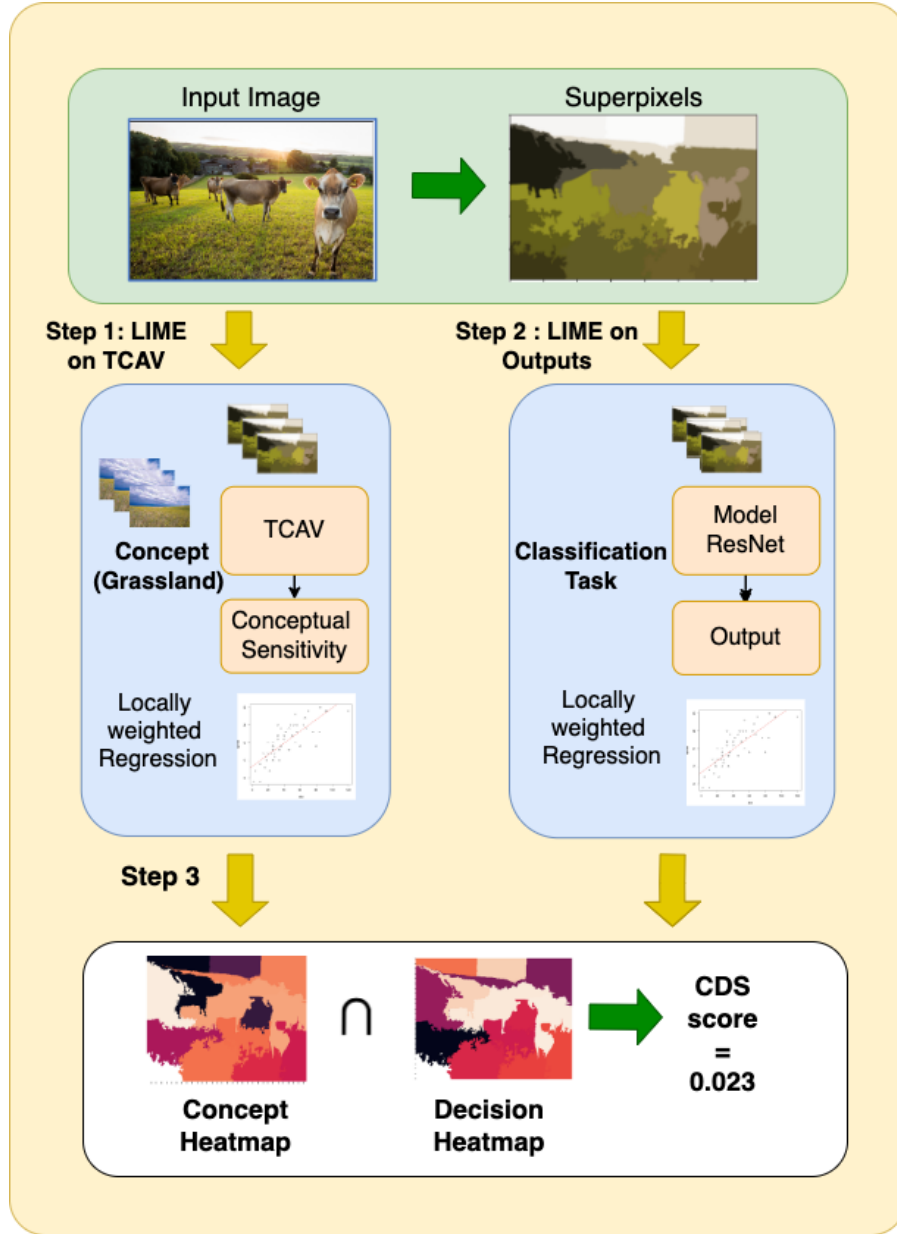 Input Image
Superpixels
Step 1: LIME
on TCAV
Step 2 : LIME on
Outputs
Concept
(Grassland)
TCAV
Conceptual
Sensitivity
Locally
weighted
Regression
Classification
Task
Model
ResNet
Output
Locally
weighted
Regression
Step 3
∩
Concept
Heatmap
Decision
Heatmap
CDS
score
=
0.023